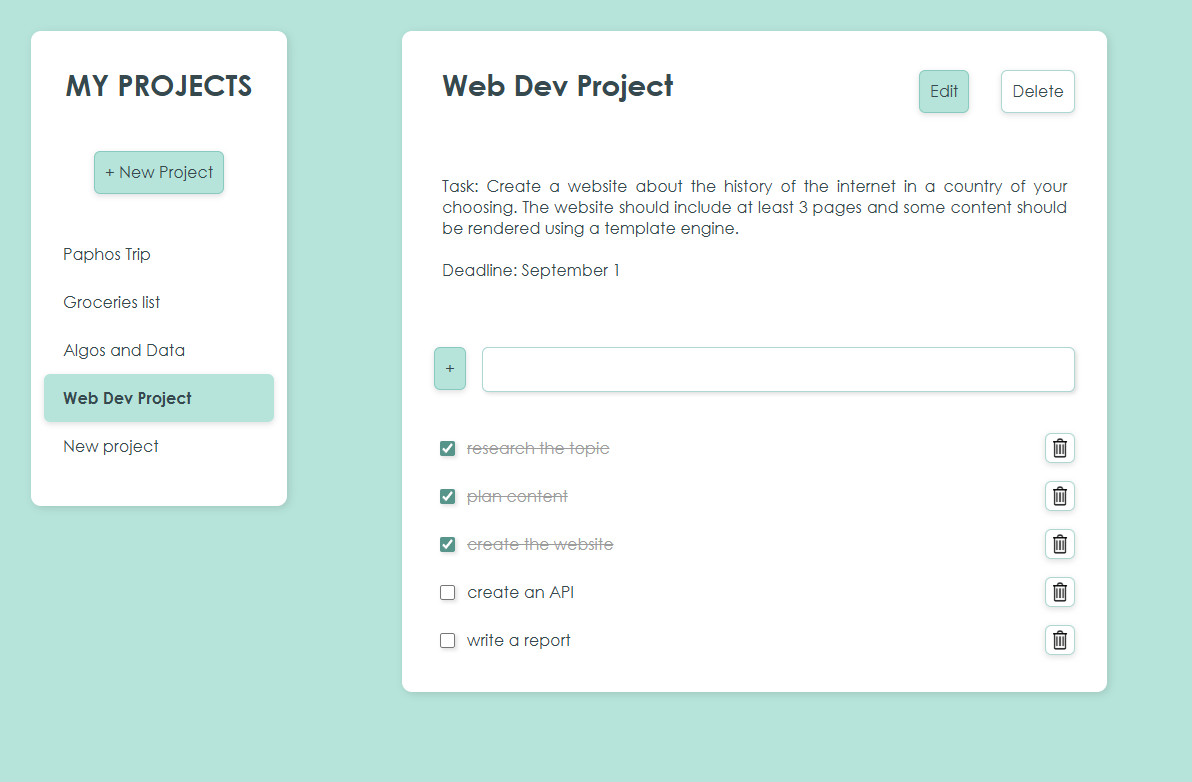 MY PROJECTS
+ New Project
Paphos Trip
Groceries list
Algos and Data
Web Dev Project
New project
Web Dev Project
Edit
Delete
Task: Create a website about the history of the internet in a country of your
choosing. The website should include at least 3 pages and some content should
be rendered using a template engine.
Deadline: September 1
+
research the topic
plan content
create the website
create an API
write a report